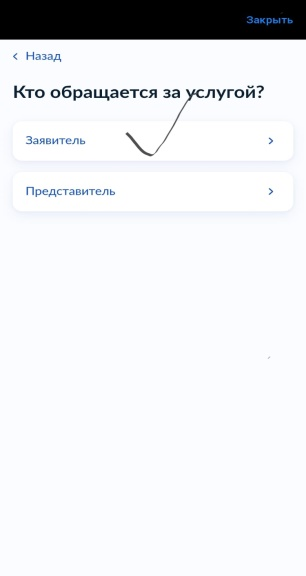 Закрыть
Назад
Кто обращается за услугой?
Заявитель
Представитель